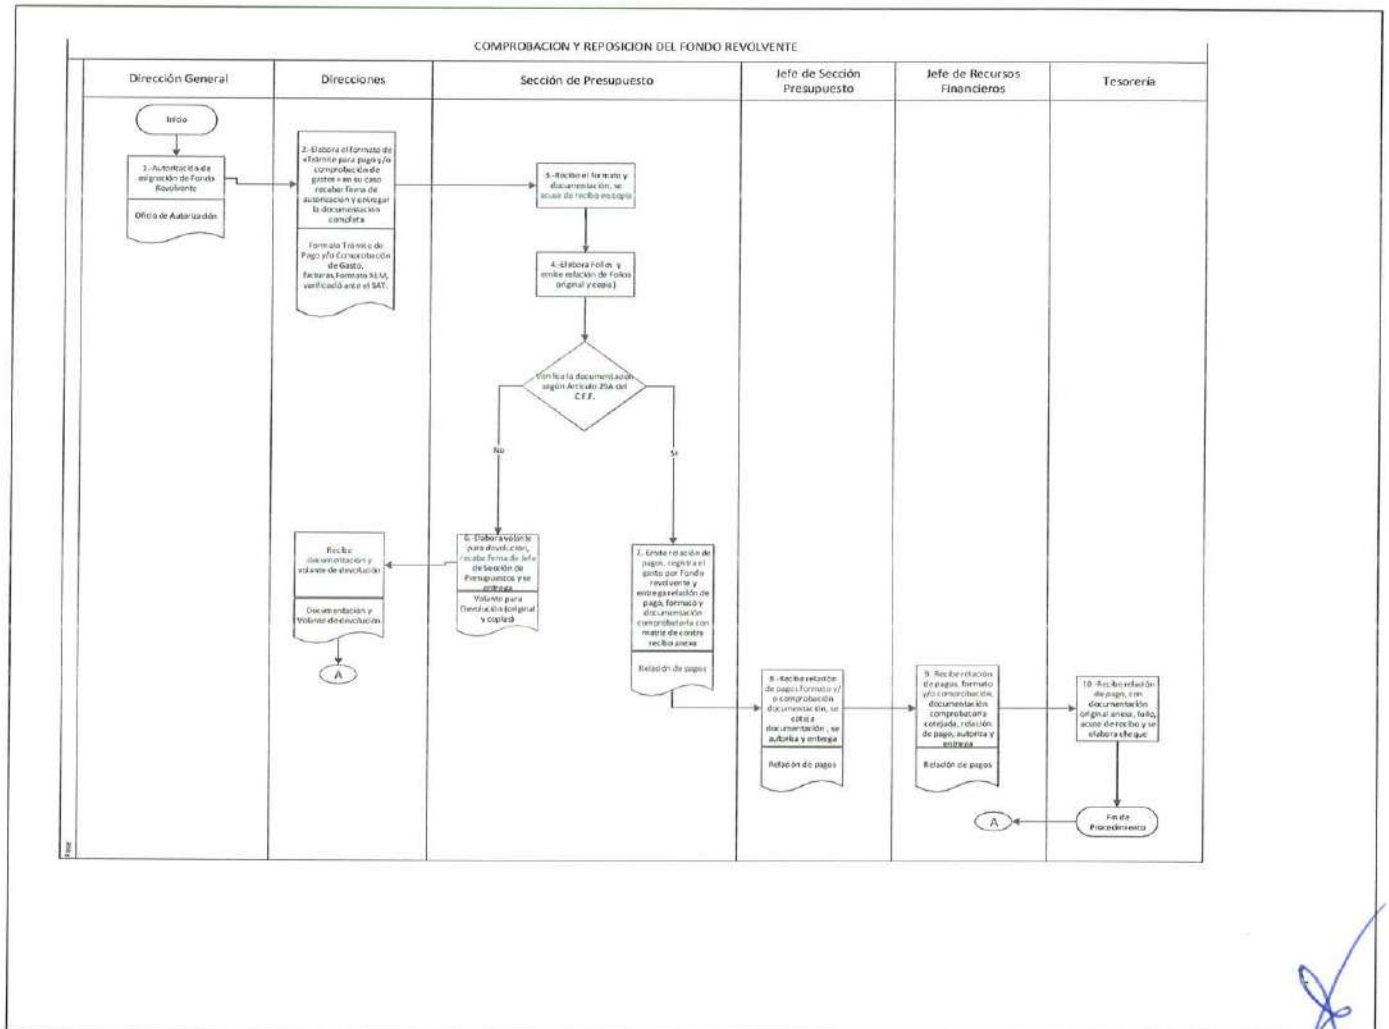 COMPROBACION Y REPOSICION DEL FONDO REVOLVENTE
Dirección General
Direcciones
Sección de Presupuesto
Jefe de Sección
Presupuesto
Jefe de Recursos
Financieros
Tesorería
Inicio
1.-Autorización de
asignación de Fondo
Revolvente
Oficio de Autorización
2.-Elabora el formato de
«Trámite para pago y/o
comprobación de
gastos» en su caso
recabar firma de
autorización y entregar
la documentación
completa
Formato Trámite de
Pago y/o Comprobación
de Gasto,
facturas, Formato XLM,
verificació ante el SAT.
3.-Recibe el formato y
documentación, se
acusa de recibo en copia
4.-Elabora Folios y
emite relación de Folios
original y copia)
Verifica la documentación
según Artículo 29A del
C.F.F.
No
Si
Recibe
documentación y
volante de devolución
Documentación y
Volante de devolución
A
6.-Elabora volante
para devolución,
recaba firma de Jefe
de Sección de
Presupuestos y se
entrega
Volante para
Devolución (original
y copias)
7. Emite relación de
pagos, registra el
gasto por Fondo
revolvente y
entrega relación de
pago, formato y
documentación
comprobatoria con
matriz de contra
recibo anexa
Relación de pagos
8.-Recibe relación
de pagos formato y/
o comprobación
documentación, se
coteja
documentación , se
autoriza y entrega
Relación de pagos
9. Recibe relación
de pagos, formato
y/o comprobación,
documentación
comprobatoria
cotejada, relación
de pago, autoriza y
entrega
Relación de pagos
10.-Recibe relación
de pago, con
documentación
original anexa, folio,
acuse de recibo y se
elabora cheque
Fin de
Procedimiento
A
Fase